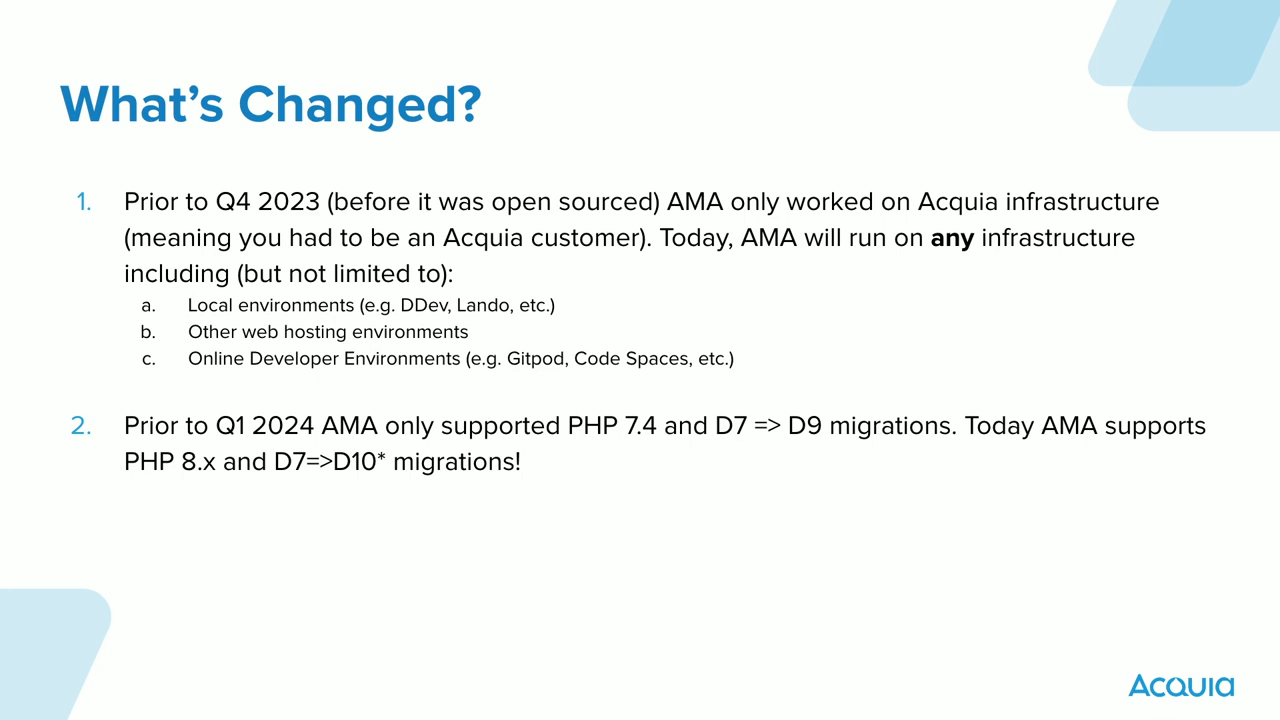 What's Changed?
1. Prior to Q4 2023 (before it was open sourced) AMA only worked on Acquia infrastructure
(meaning you had to be an Acquia customer). Today, AMA will run on any infrastructure
including (but not limited to):
a. Local environments (e.g. DDev, Lando, etc.)
b. Other web hosting environments
c. Online Developer Environments (e.g. Gitpod, Code Spaces, etc.)
2. Prior to Q1 2024 AMA only supported PHP 7.4 and D7 => D9 migrations. Today AMA supports
PHP 8.x and D7=>D10* migrations!
Acquia